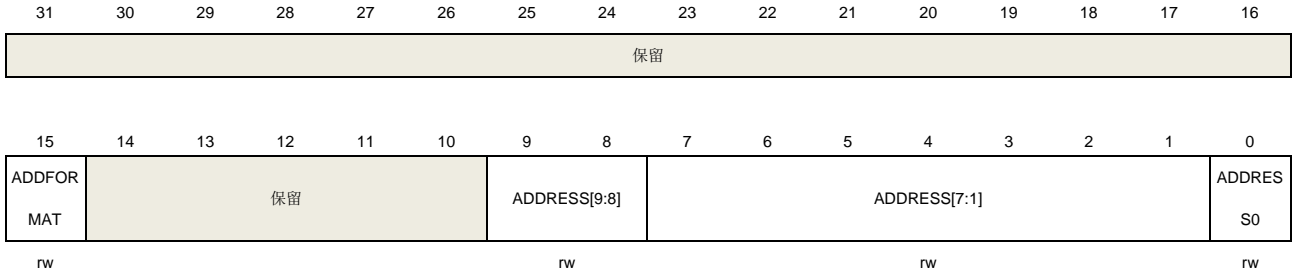 31 30 29 28 27 26 25 24 23 22 21 20 19 18 17 16
保留
15 14 13 12 11 10 9 8 7 6 5 4 3 2 1 0
ADDFOR
MAT
保留
ADDRESS[9:8]
ADDRESS[7:1]
ADDRES
S0
rw rw rw rw